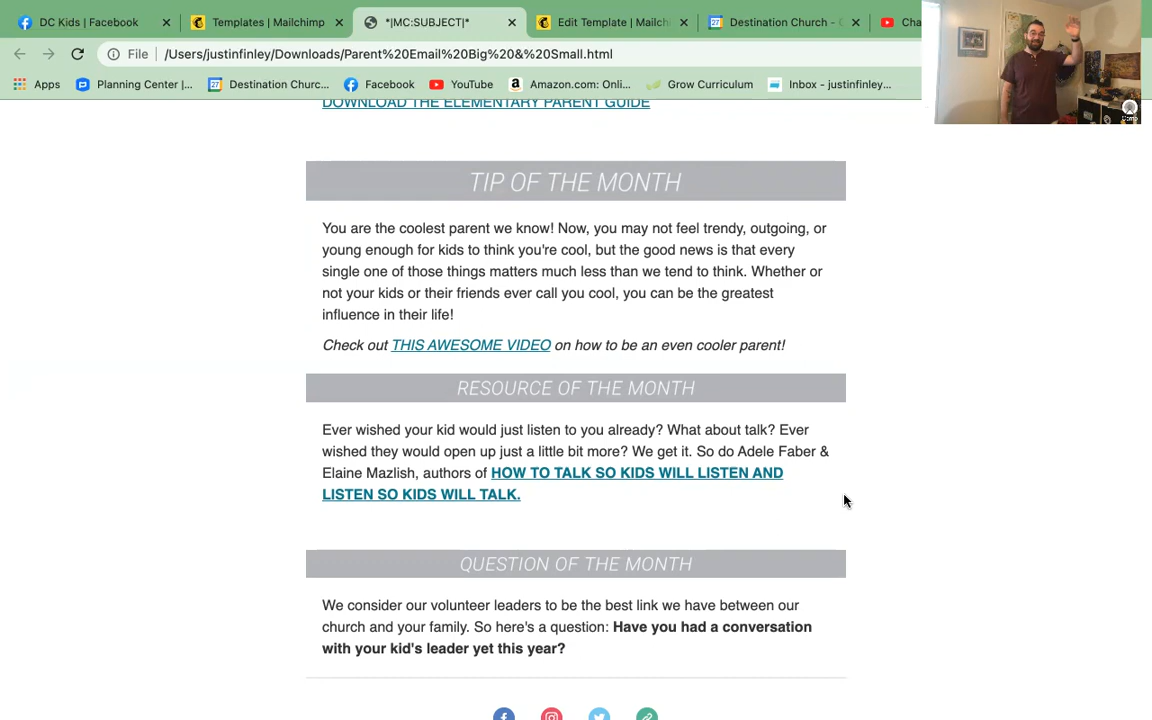 DC Kids | Facebook
Templates | Mailchimp
*|MC:SUBJECT|*
Edit Template | Mailchi
Destination Church -
Cha
File
/Users/justinfinley/Downloads/Parent%20Email%20Big%20&%20Small.html
Apps
Planning Center |...
Destination Churc...
Facebook
YouTube
Amazon.com: Onli...
Grow Curriculum
Inbox - justinfinley...
DOWNLOAD THE ELEMENTARY PARENT GUIDE
TIP OF THE MONTH
You are the coolest parent we know! Now, you may not feel trendy, outgoing, or
young enough for kids to think you're cool, but the good news is that every
single one of those things matters much less than we tend to think. Whether or
not your kids or their friends ever call you cool, you can be the greatest
influence in their life!
Check out THIS AWESOME VIDEO on how to be an even cooler parent!
RESOURCE OF THE MONTH
Ever wished your kid would just listen to you already? What about talk? Ever
wished they would open up just a little bit more? We get it. So do Adele Faber &
Elaine Mazlish, authors of HOW TO TALK SO KIDS WILL LISTEN AND
LISTEN SO KIDS WILL TALK.
QUESTION OF THE MONTH
We consider our volunteer leaders to be the best link we have between our
church and your family. So here's a question: Have you had a conversation
with your kid's leader yet this year?